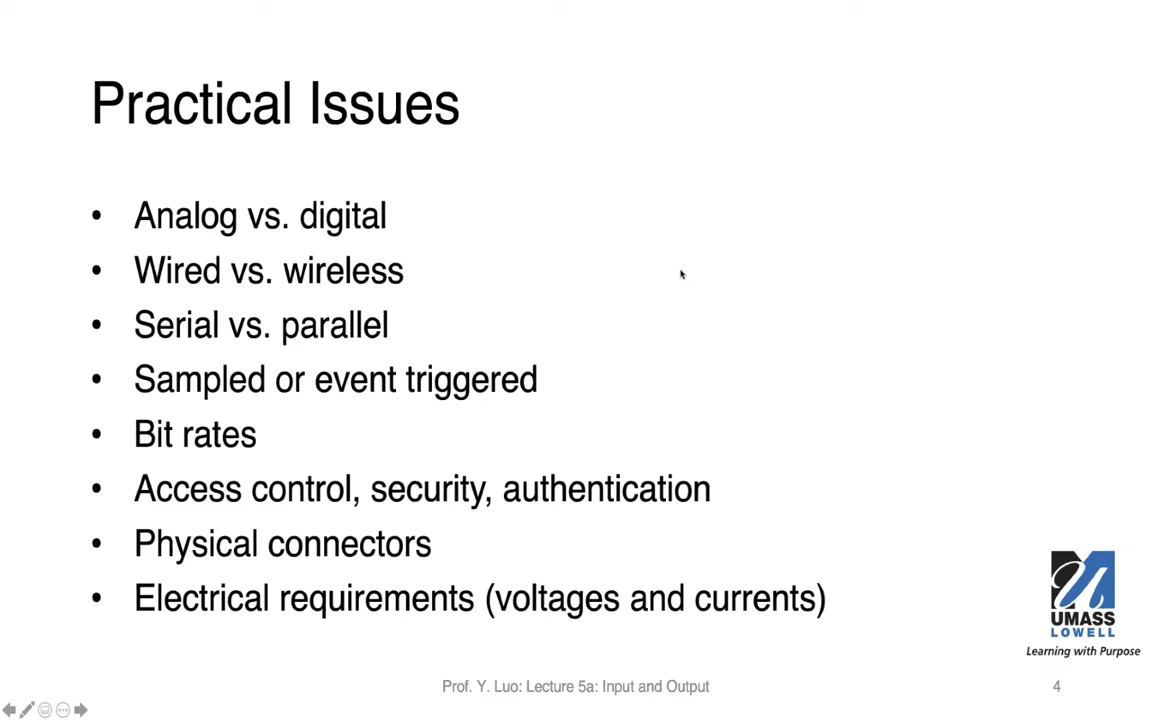 Practical Issues
• Analog vs. digital
• Wired vs. wireless
• Serial vs. parallel
• Sampled or event triggered
• Bit rates
• Access control, security, authentication
• Physical connectors
• Electrical requirements (voltages and currents)
UMASS
LOWELL
Learning with Purpose
Prof. Y. Luo: Lecture 5a: Input and Output
4